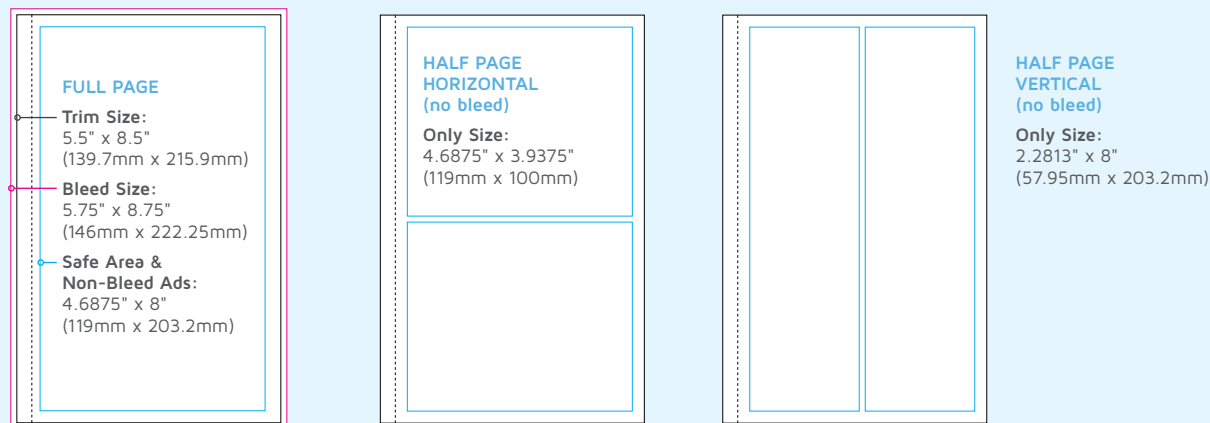 FULL PAGE
Trim Size:
5.5" x 8.5"
(139.7mm x 215.9mm)
Bleed Size:
5.75" x 8.75"
(146mm x 222.25mm)
Safe Area &
Non-Bleed Ads:
4.6875" x 8"
(119mm x 203.2mm)
HALF PAGE
HORIZONTAL
(no bleed)
Only Size:
4.6875" x 3.9375"
(119mm x 100mm)
HALF PAGE
VERTICAL
(no bleed)
Only Size:
2.2813" x 8"
(57.95mm x 203.2mm)